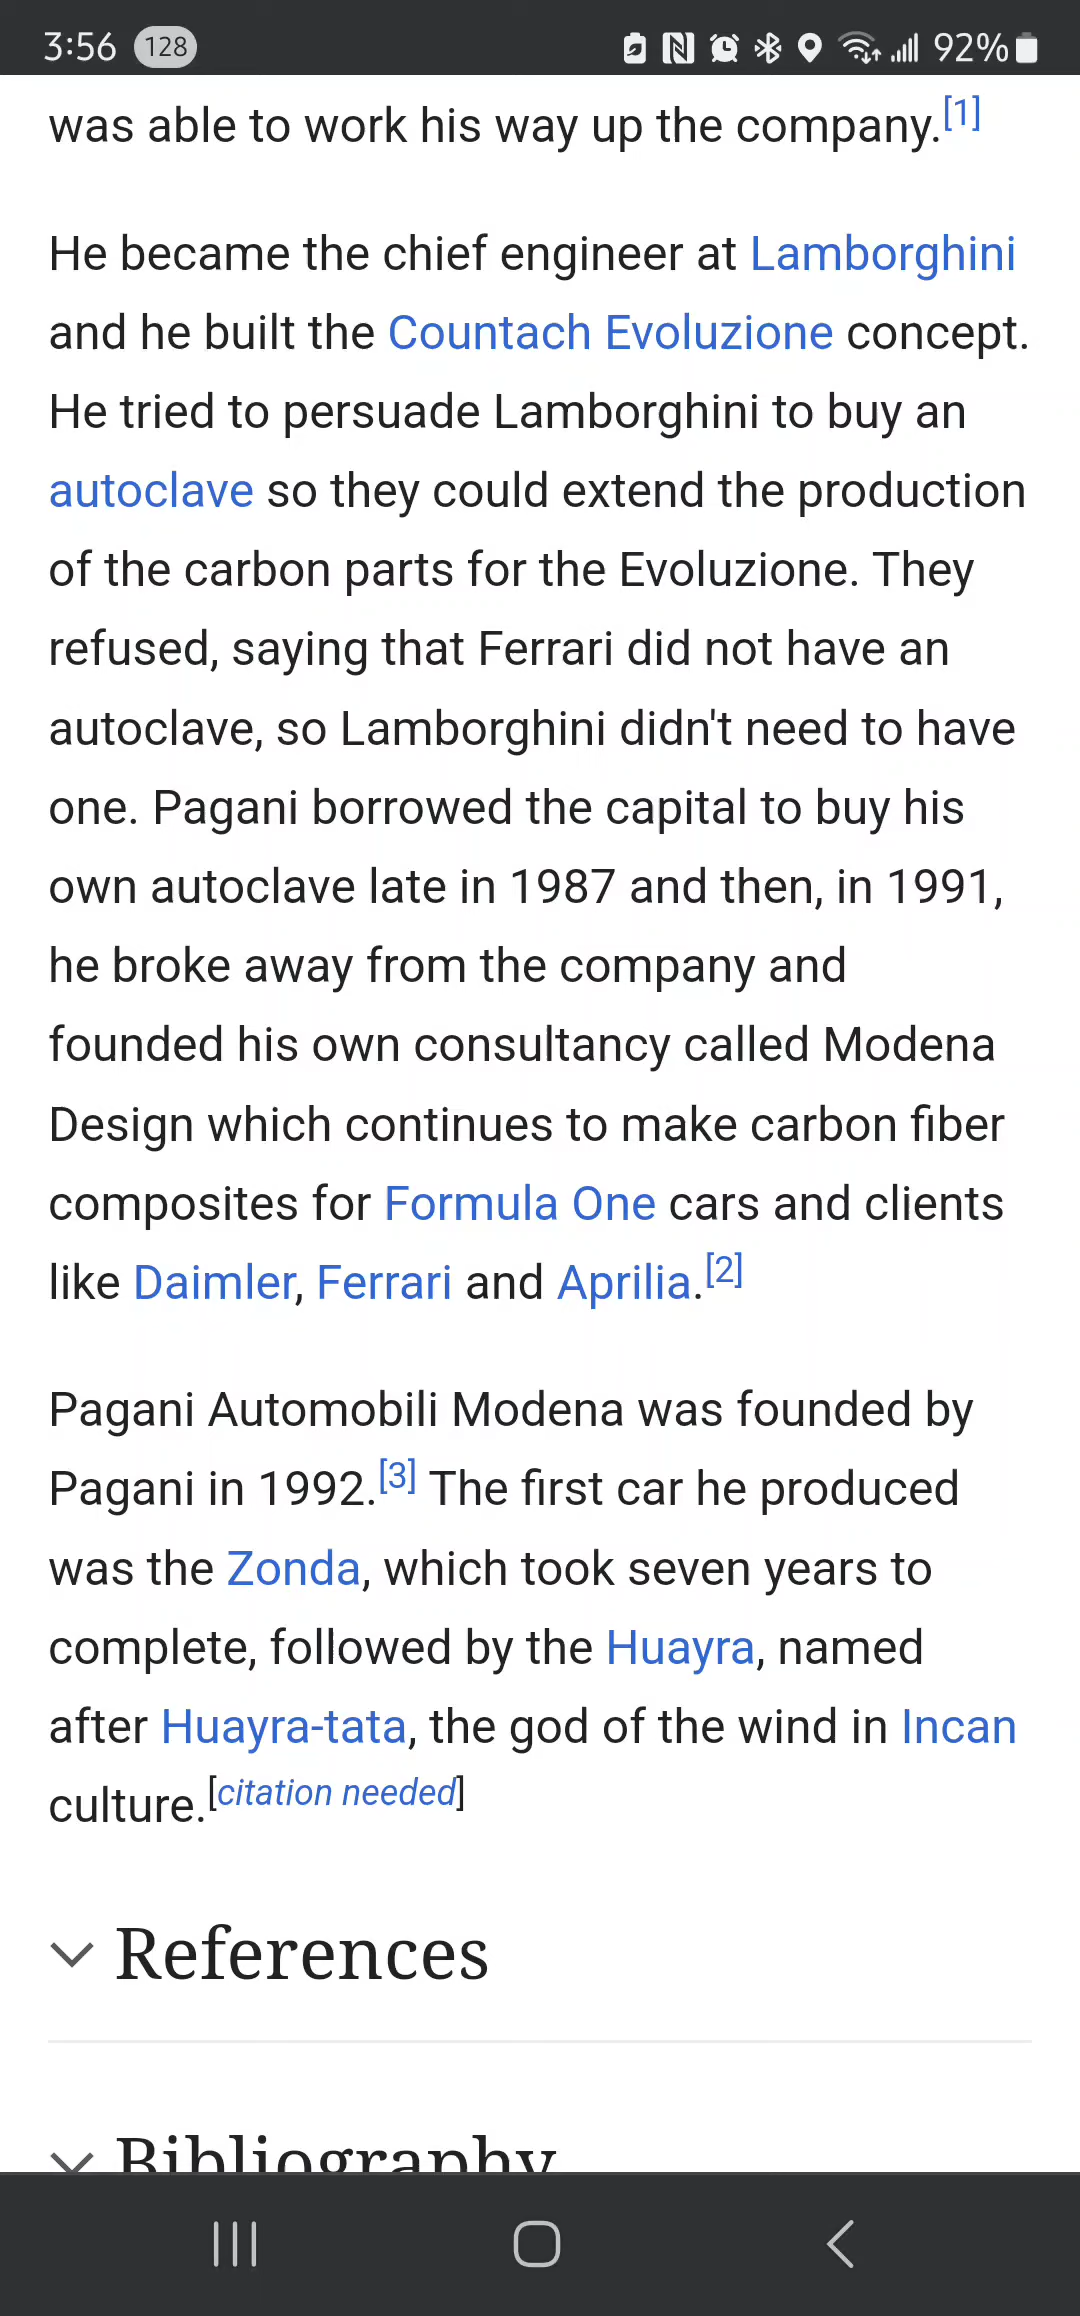 3:56 128 92%
was able to work his way up the company.[1]
He became the chief engineer at Lamborghini
and he built the Countach Evoluzione concept.
He tried to persuade Lamborghini to buy an
autoclave so they could extend the production
of the carbon parts for the Evoluzione. They
refused, saying that Ferrari did not have an
autoclave, so Lamborghini didn't need to have
one. Pagani borrowed the capital to buy his
own autoclave late in 1987 and then, in 1991,
he broke away from the company and
founded his own consultancy called Modena
Design which continues to make carbon fiber
composites for Formula One cars and clients
like Daimler, Ferrari and Aprilia.[2]
Pagani Automobili Modena was founded by
Pagani in 1992.[3] The first car he produced
was the Zonda, which took seven years to
complete, followed by the Huayra, named
after Huayra-tata, the god of the wind in Incan
culture.[citation needed]
References
Bibliography